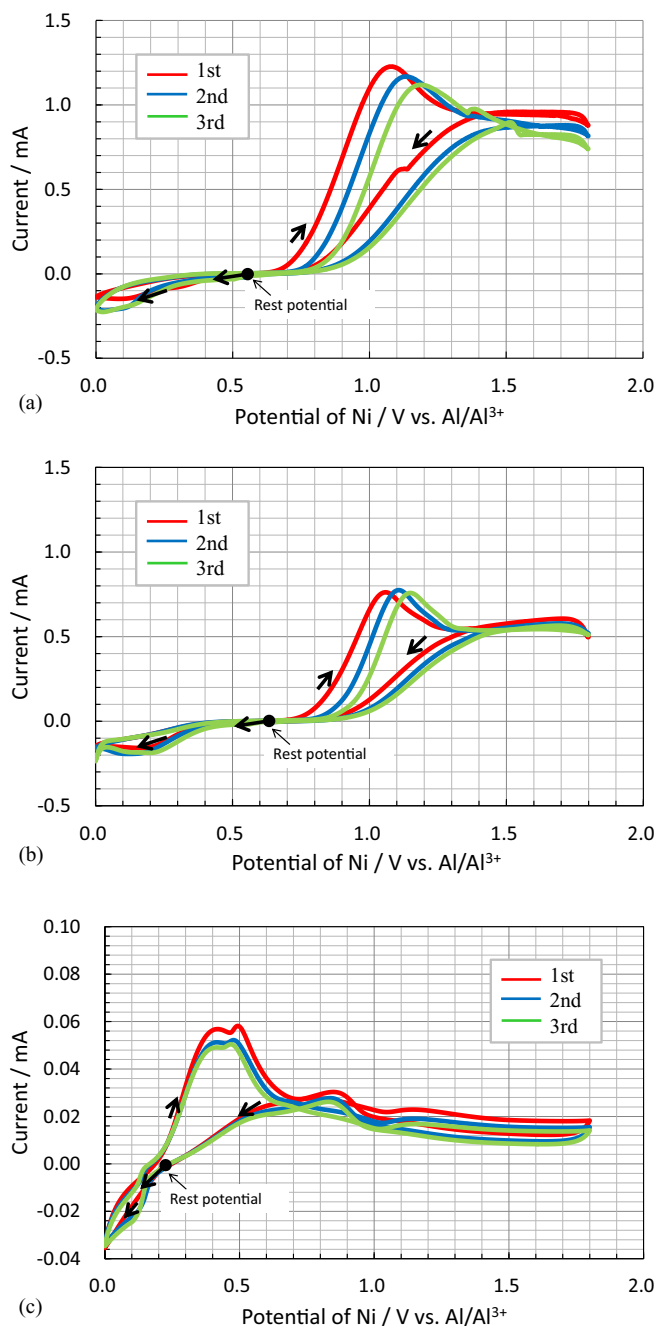 1.5
1st
2nd
3rd
1.0
Current / mA
0.5
0.0
Rest potential
-0.5
0.0 0.5 1.0 1.5 2.0
(a)
Potential of Ni / V vs. Al/Al³⁺
1.5
1st
2nd
3rd
1.0
Current / mA
0.5
0.0
Rest potential
-0.5
0.0 0.5 1.0 1.5 2.0
(b)
Potential of Ni / V vs. Al/Al³⁺
0.10
1st
2nd
3rd
0.08
0.06
Current / mA
0.04
0.02
0.00
Rest potential
-0.02
-0.04
0.0 0.5 1.0 1.5 2.0
(c)
Potential of Ni / V vs. Al/Al³⁺